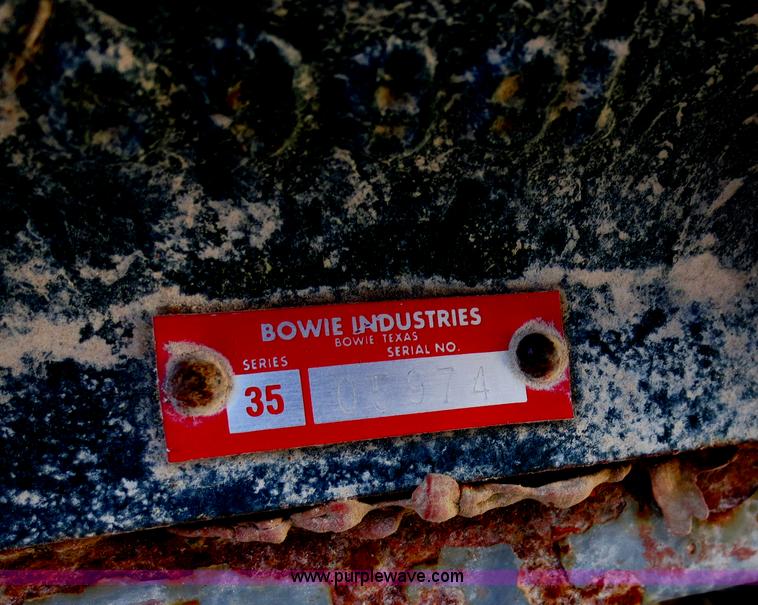 BOWIE INDUSTRIES
BOWIE TEXAS
SERIES
SERIAL NO.
35
www.purplewave.com